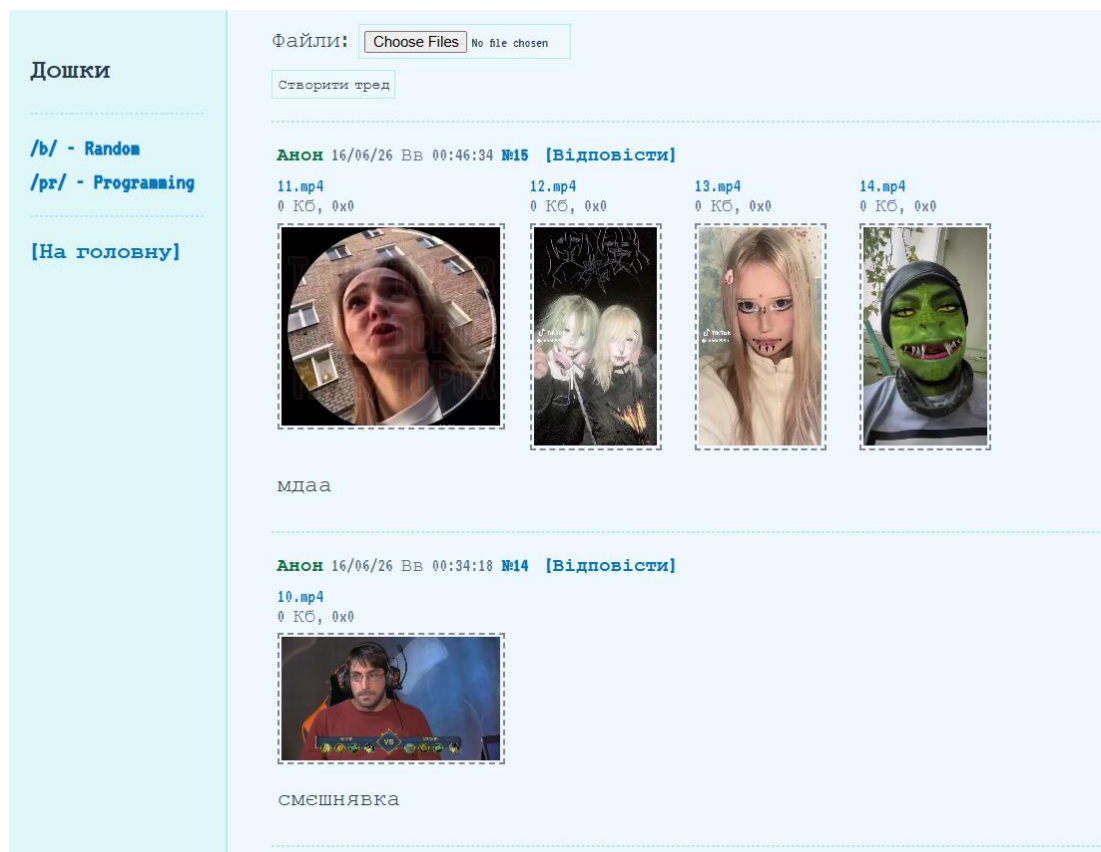 Дошки
/b/ - Random
/pr/ - Programming
[На головну]
Файли: Choose Files No file chosen
Створити тред
Анон 16/06/26 Вв 00:46:34 №15 [Відповісти]
11.mp4 12.mp4 13.mp4 14.mp4
0 Кб, 0x0 0 Кб, 0x0 0 Кб, 0x0 0 Кб, 0x0
TikTok TikTok
мдаа
Анон 16/06/26 Вв 00:34:18 №14 [Відповісти]
10.mp4
0 Кб, 0x0
VS
смєшнявка